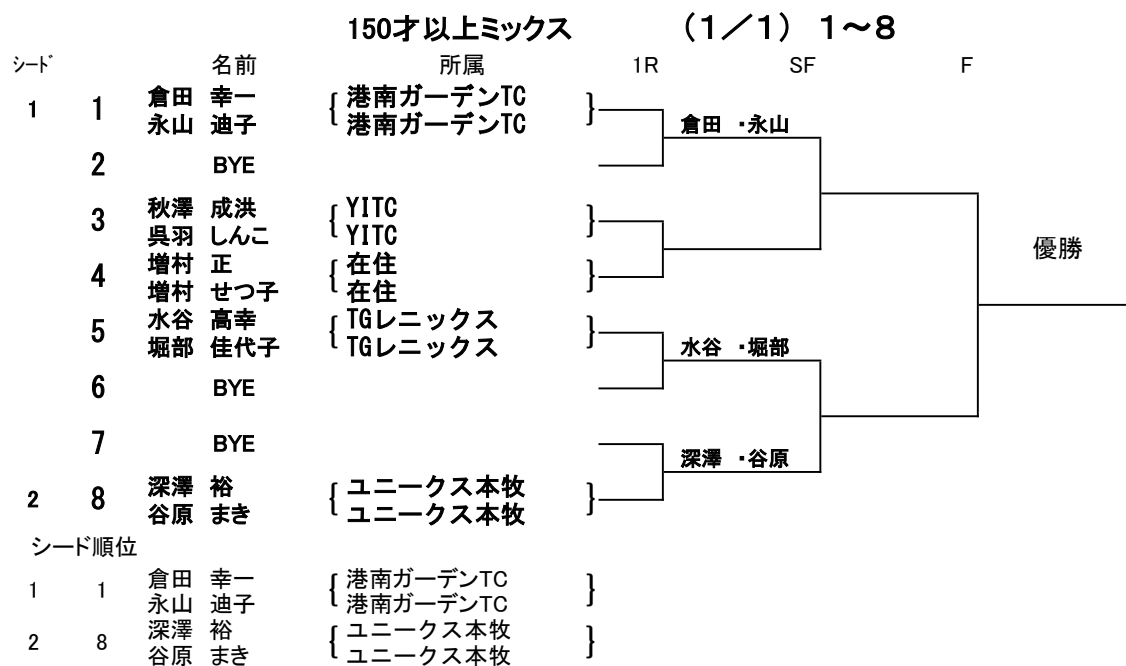 150才以上ミックス (1／1) 1～8
ｼｰﾄﾞ 名前 所属 1R SF F
1 1 倉田 幸一 { 港南ガーデンTC }
永山 迪子 港南ガーデンTC
倉田 ・永山
2 BYE
3 秋澤 成洪 { YITC }
呉羽 しんこ YITC
優勝
4 増村 正 { 在住 }
増村 せつ子 在住
5 水谷 高幸 { TGレニックス }
堀部 佳代子 TGレニックス
水谷 ・堀部
6 BYE
7 BYE
深澤 ・谷原
2 8 深澤 裕 { ユニークス本牧 }
谷原 まき ユニークス本牧
シード順位
1 1 倉田 幸一 { 港南ガーデンTC }
永山 迪子 港南ガーデンTC
2 8 深澤 裕 { ユニークス本牧 }
谷原 まき ユニークス本牧